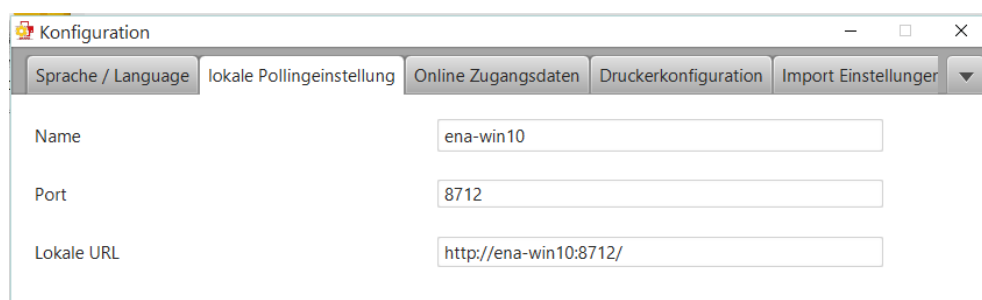 Konfiguration
Sprache / Language lokale Pollingeinstellung Online Zugangsdaten Druckerkonfiguration Import Einstellunger
Name ena-win10
Port 8712
Lokale URL http://ena-win10:8712/